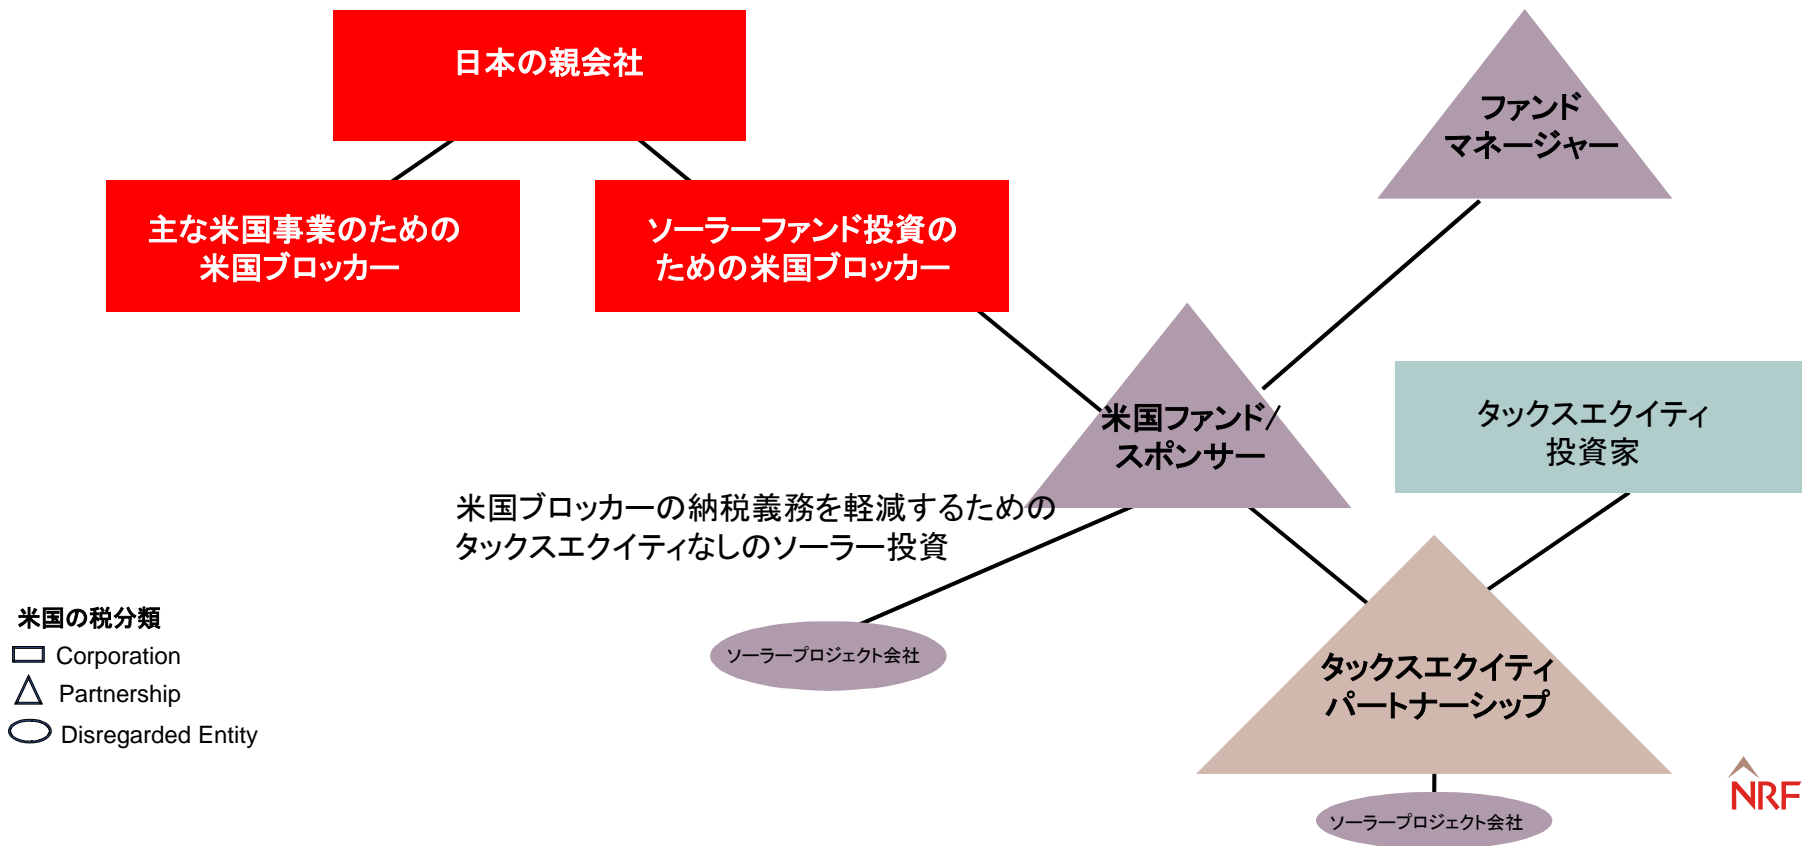 日本の親会社
ファンド
マネージャー
主な米国事業のための
米国ブロッカー
ソーラーファンド投資の
ための米国ブロッカー
米国ファンド/
スポンサー
タックスエクイティ
投資家
米国ブロッカーの納税義務を軽減するための
タックスエクイティなしのソーラー投資
米国の税分類
Corporation
Partnership
Disregarded Entity
ソーラープロジェクト会社
タックスエクイティ
パートナーシップ
ソーラープロジェクト会社
NRF